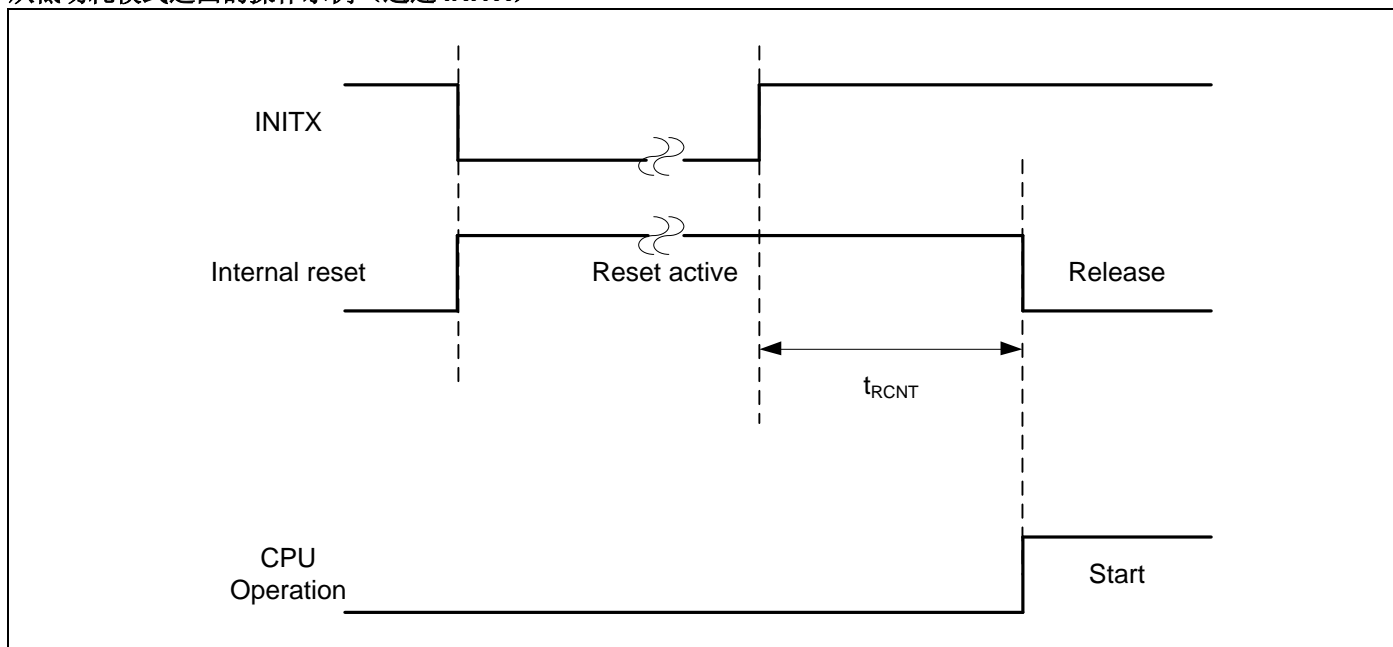 INITX
Internal reset
Reset active
Release
tRCNT
CPU
Operation
Start